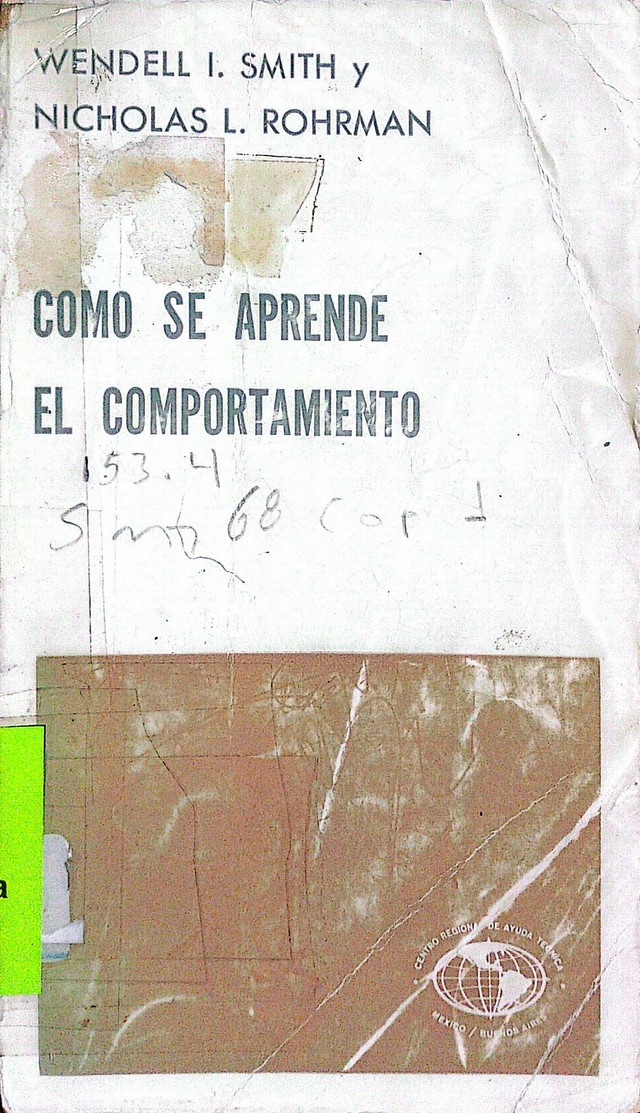 WENDELL I. SMITH y
NICHOLAS L. ROHRMAN
COMO SE APRENDE
EL COMPORTAMIENTO
153.4
68 Cop 1
a
CENTRO REGIONAL DE AYUDA TECNICA
MEXICO / BUENOS AIRES